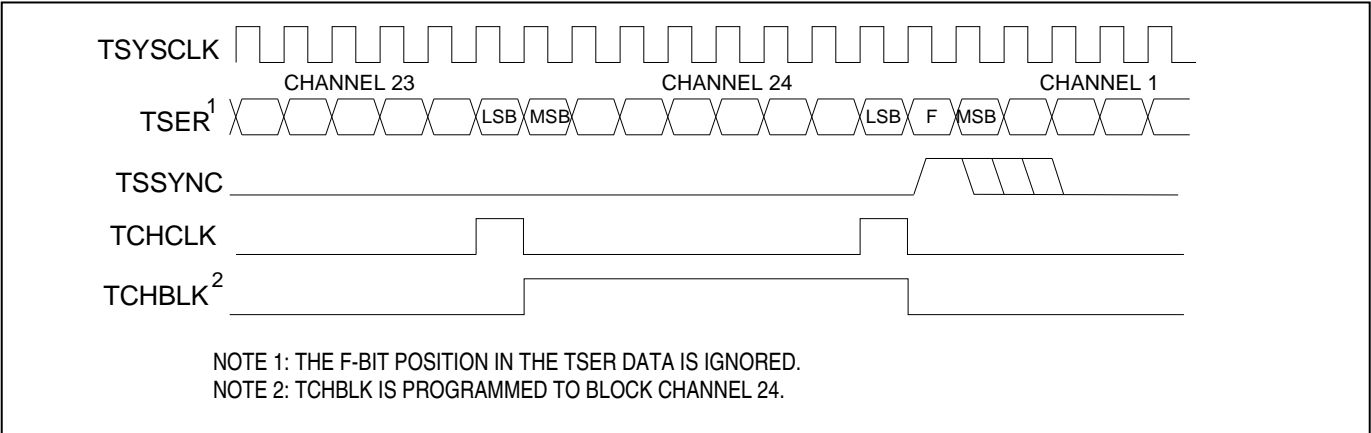 TSYSCLK
CHANNEL 23 CHANNEL 24 CHANNEL 1
TSER1 LSB MSB LSB F MSB
TSSYNC
TCHCLK
TCHBLK2
NOTE 1: THE F-BIT POSITION IN THE TSER DATA IS IGNORED.
NOTE 2: TCHBLK IS PROGRAMMED TO BLOCK CHANNEL 24.